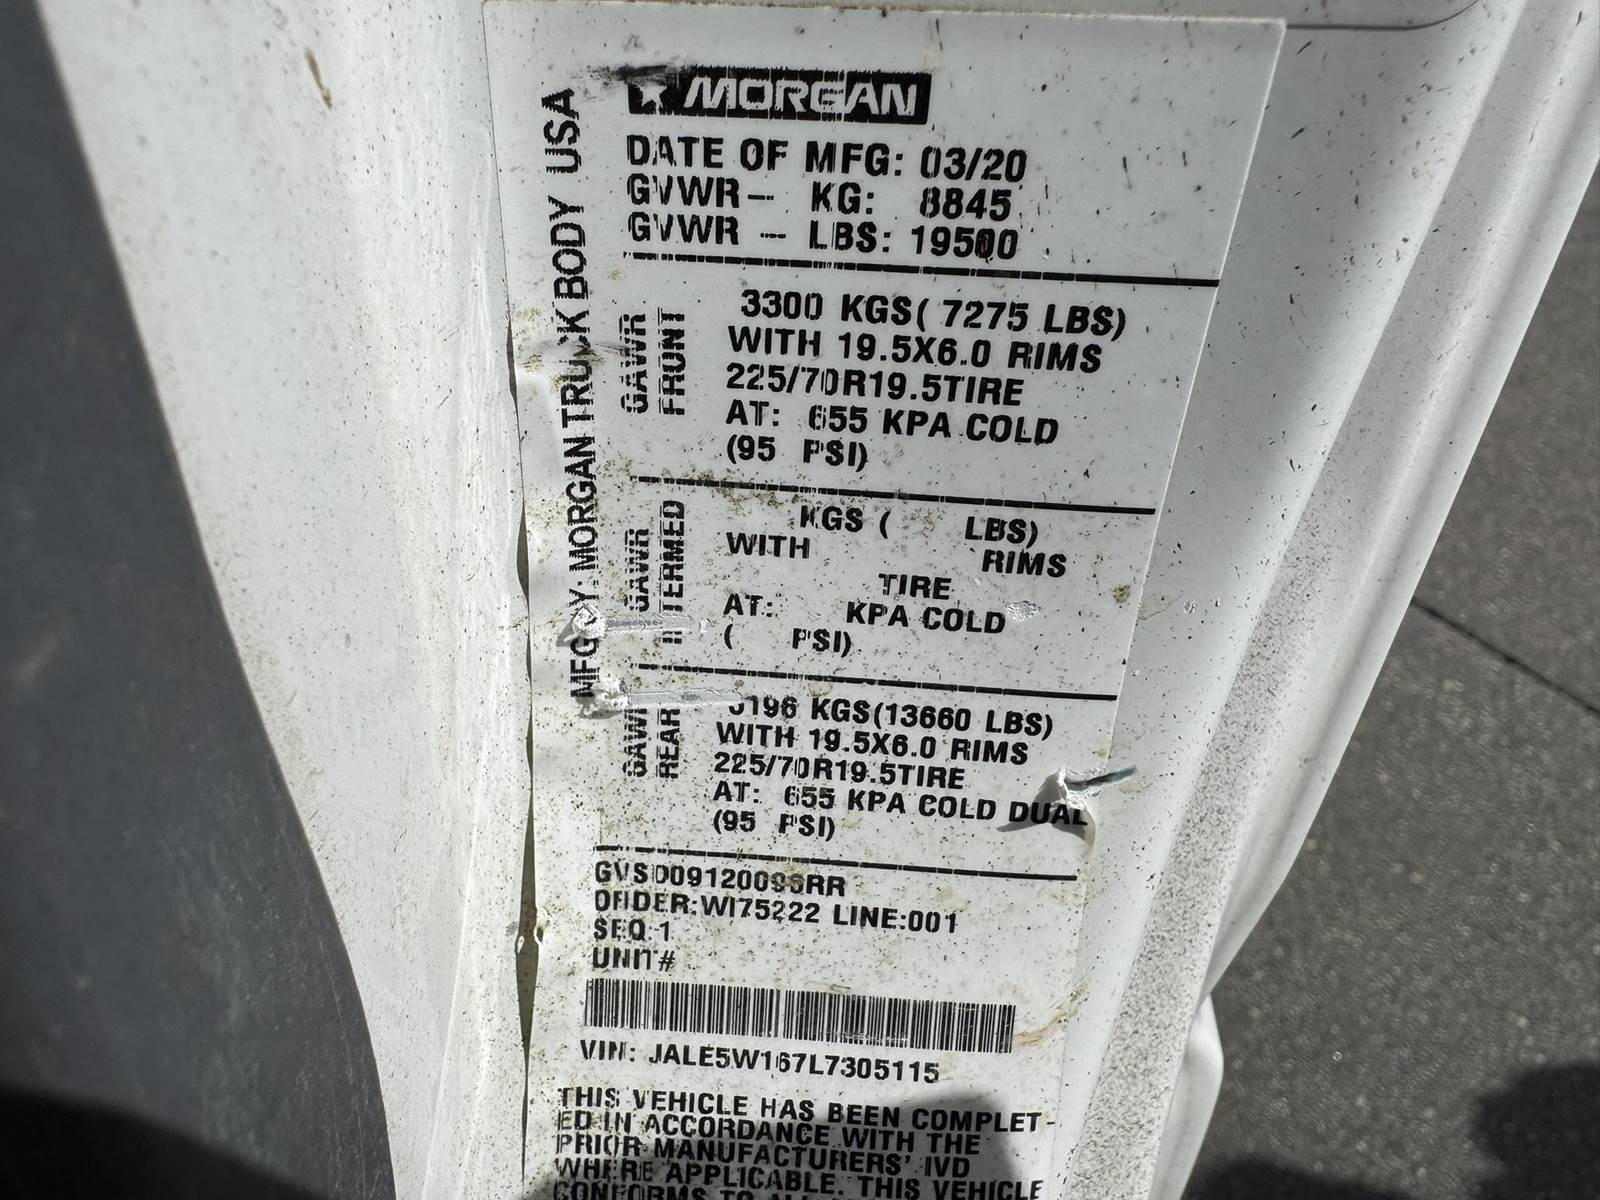 MORGAN
DATE OF MFG: 03/20
GVWR - KG: 8845
GVWR - LBS: 19500
MFG BY: MORGAN TRUCK BODY USA
GAWR FRONT
3300 KGS( 7275 LBS)
WITH 19.5X6.0 RIMS
225/70R19.5TIRE
AT: 655 KPA COLD
(95 PSI)
GAWR INTERMED
KGS ( LBS)
WITH RIMS
TIRE
AT: KPA COLD
( PSI)
GAWR REAR
6196 KGS(13660 LBS)
WITH 19.5X6.0 RIMS
225/70R19.5TIRE
AT: 655 KPA COLD DUAL
(95 PSI)
ORDER:WI75222 LINE:001
SEQ 1
UNIT#
VIN: JALE5W167L7305115
THIS VEHICLE HAS BEEN COMPLET-
ED IN ACCORDANCE WITH THE
PRIOR MANUFACTURERS' IVD
WHERE APPLICABLE. THIS VEHICLE
CONFORMS TO ALL